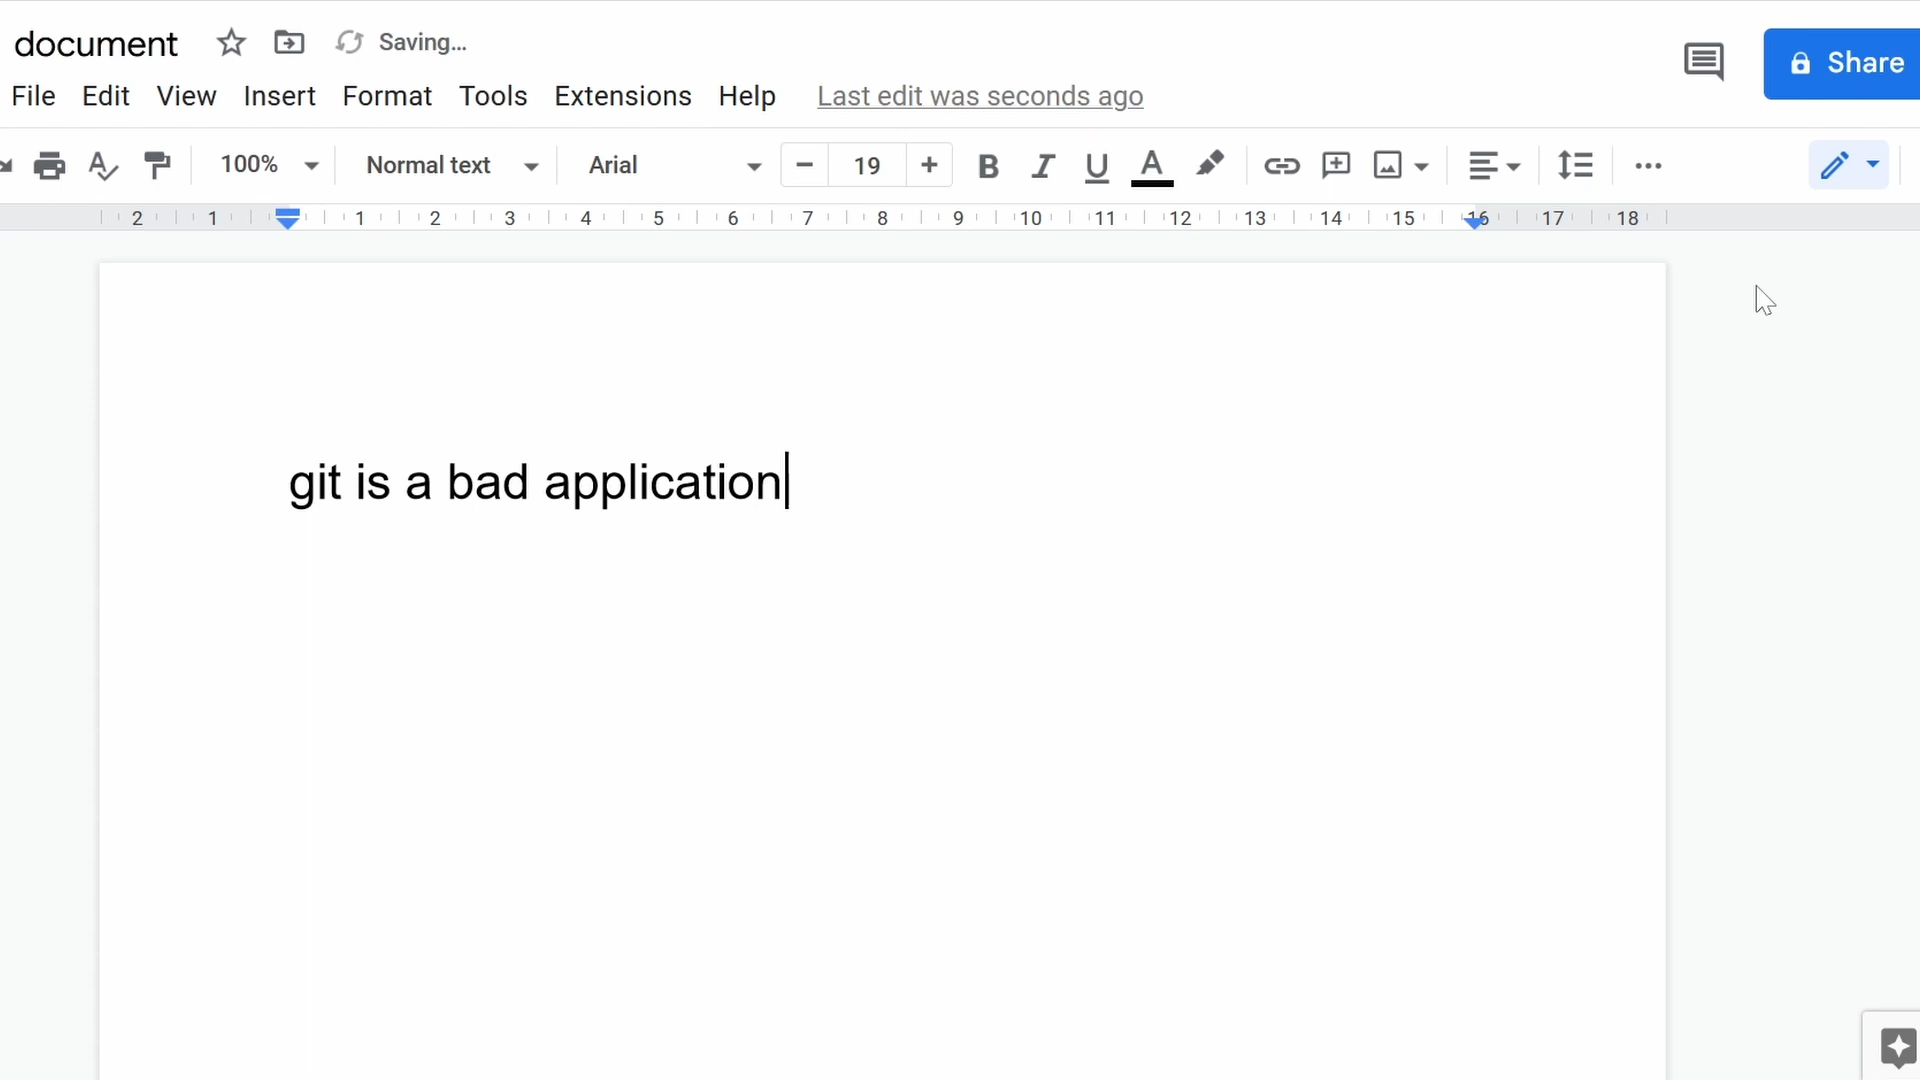 document Saving...
File Edit View Insert Format Tools Extensions Help Last edit was seconds ago
Share
100% Normal text Arial 19 B I U A
2 1 1 2 3 4 5 6 7 8 9 10 11 12 13 14 15 16 17 18
git is a bad application